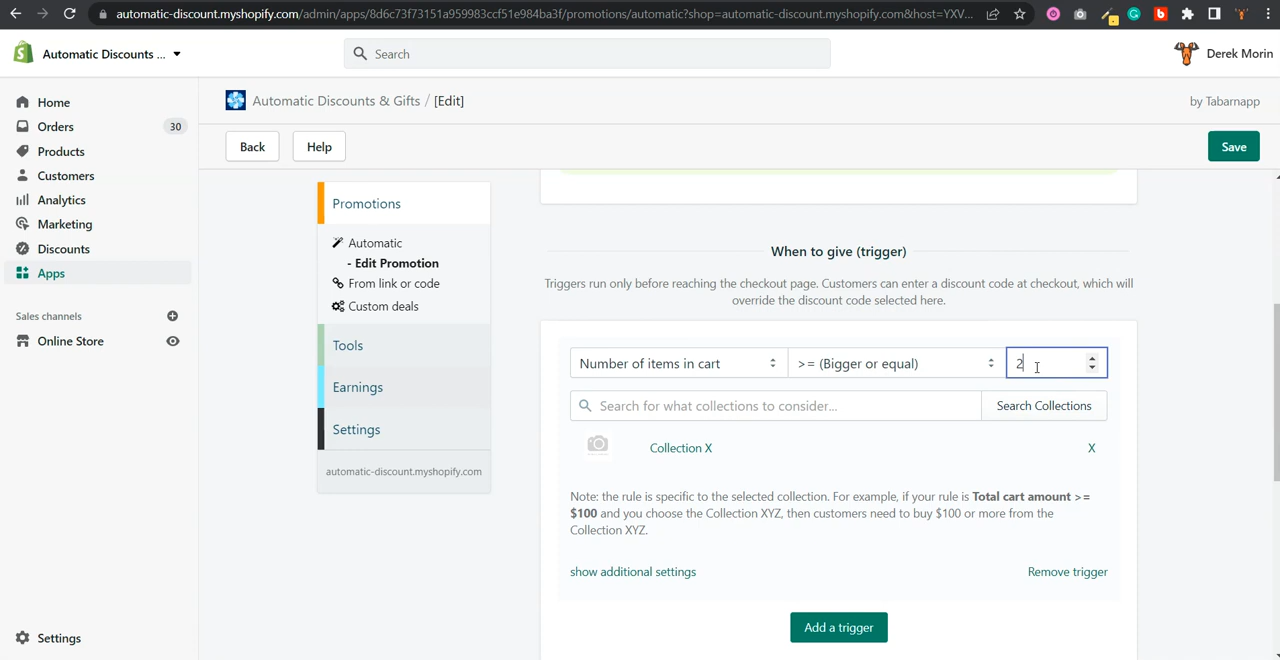 automatic-discount.myshopify.com/admin/apps/8d6c73f73151a959983ccf51e984ba3f/promotions/automatic?shop=automatic-discount.myshopify.com&host=YXV...
Automatic Discounts ...
Search
Derek Morin
Home
Orders 30
Products
Customers
Analytics
Marketing
Discounts
Apps
Sales channels
Online Store
Settings
Automatic Discounts & Gifts / [Edit]
by Tabarnapp
Back
Help
Save
Promotions
Automatic
- Edit Promotion
From link or code
Custom deals
Tools
Earnings
Settings
automatic-discount.myshopify.com
When to give (trigger)
Triggers run only before reaching the checkout page. Customers can enter a discount code at checkout, which will
override the discount code selected here.
Number of items in cart >= (Bigger or equal) 2
Search for what collections to consider... Search Collections
Collection X X
Note: the rule is specific to the selected collection. For example, if your rule is Total cart amount >=
$100 and you choose the Collection XYZ, then customers need to buy $100 or more from the
Collection XYZ.
show additional settings Remove trigger
Add a trigger